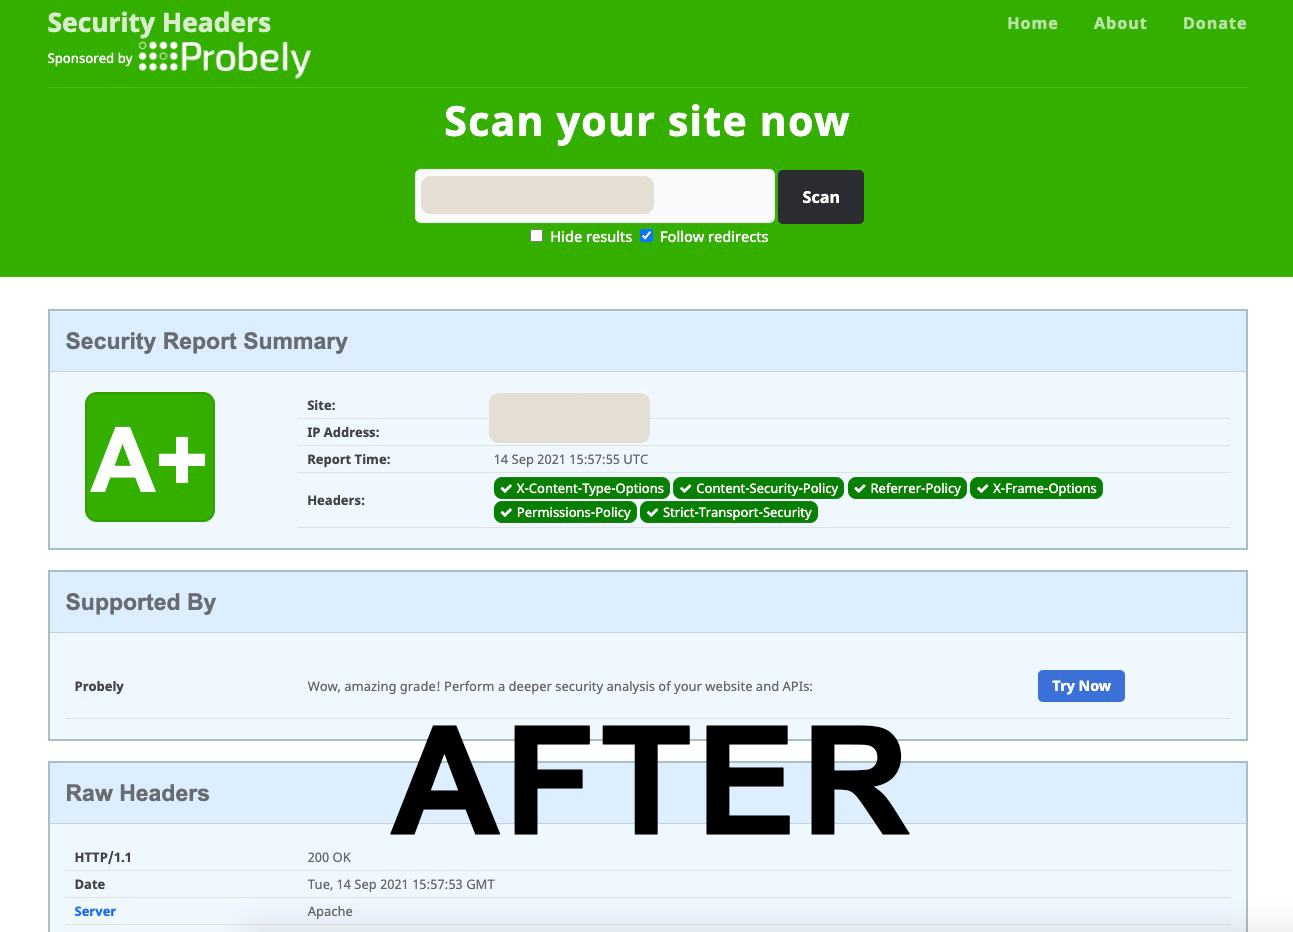 Security Headers
Home About Donate
Sponsored by Probely
Scan your site now
Scan
Hide results Follow redirects
Security Report Summary
A+
Site:
IP Address:
Report Time: 14 Sep 2021 15:57:55 UTC
Headers: X-Content-Type-Options Content-Security-Policy Referrer-Policy X-Frame-Options
Permissions-Policy Strict-Transport-Security
Supported By
Probely Wow, amazing grade! Perform a deeper security analysis of your website and APIs: Try Now
AFTER
Raw Headers
HTTP/1.1 200 OK
Date Tue, 14 Sep 2021 15:57:53 GMT
Server Apache